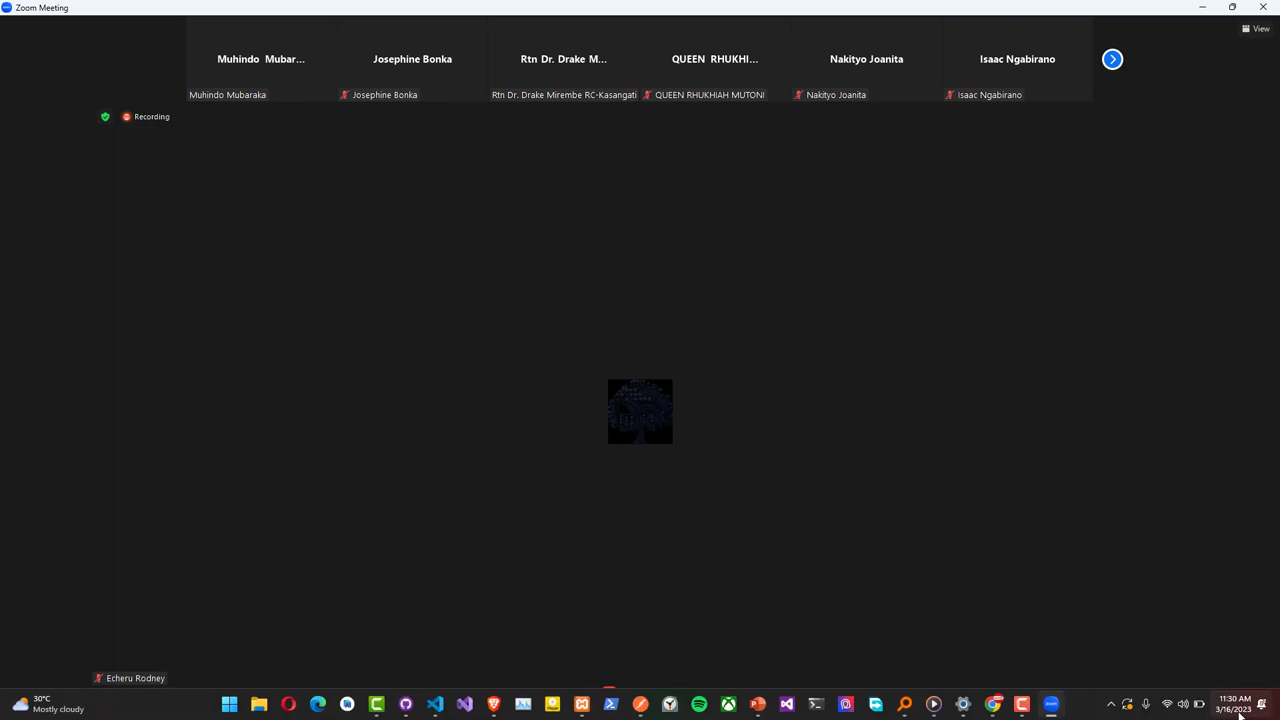 Zoom Meeting
View
Muhindo Mubar...
Josephine Bonka
Rtn Dr. Drake M...
QUEEN RHUKHI...
Nakityo Joanita
Isaac Ngabirano
Muhindo Mubaraka
Josephine Bonka
Rtn Dr. Drake Mirembe RC-Kasangati
QUEEN RHUKHIAH MUTONI
Nakityo Joanita
Isaac Ngabirano
Recording
Echeru Rodney
30°C
Mostly cloudy
zoom
11:30 AM
3/16/2023